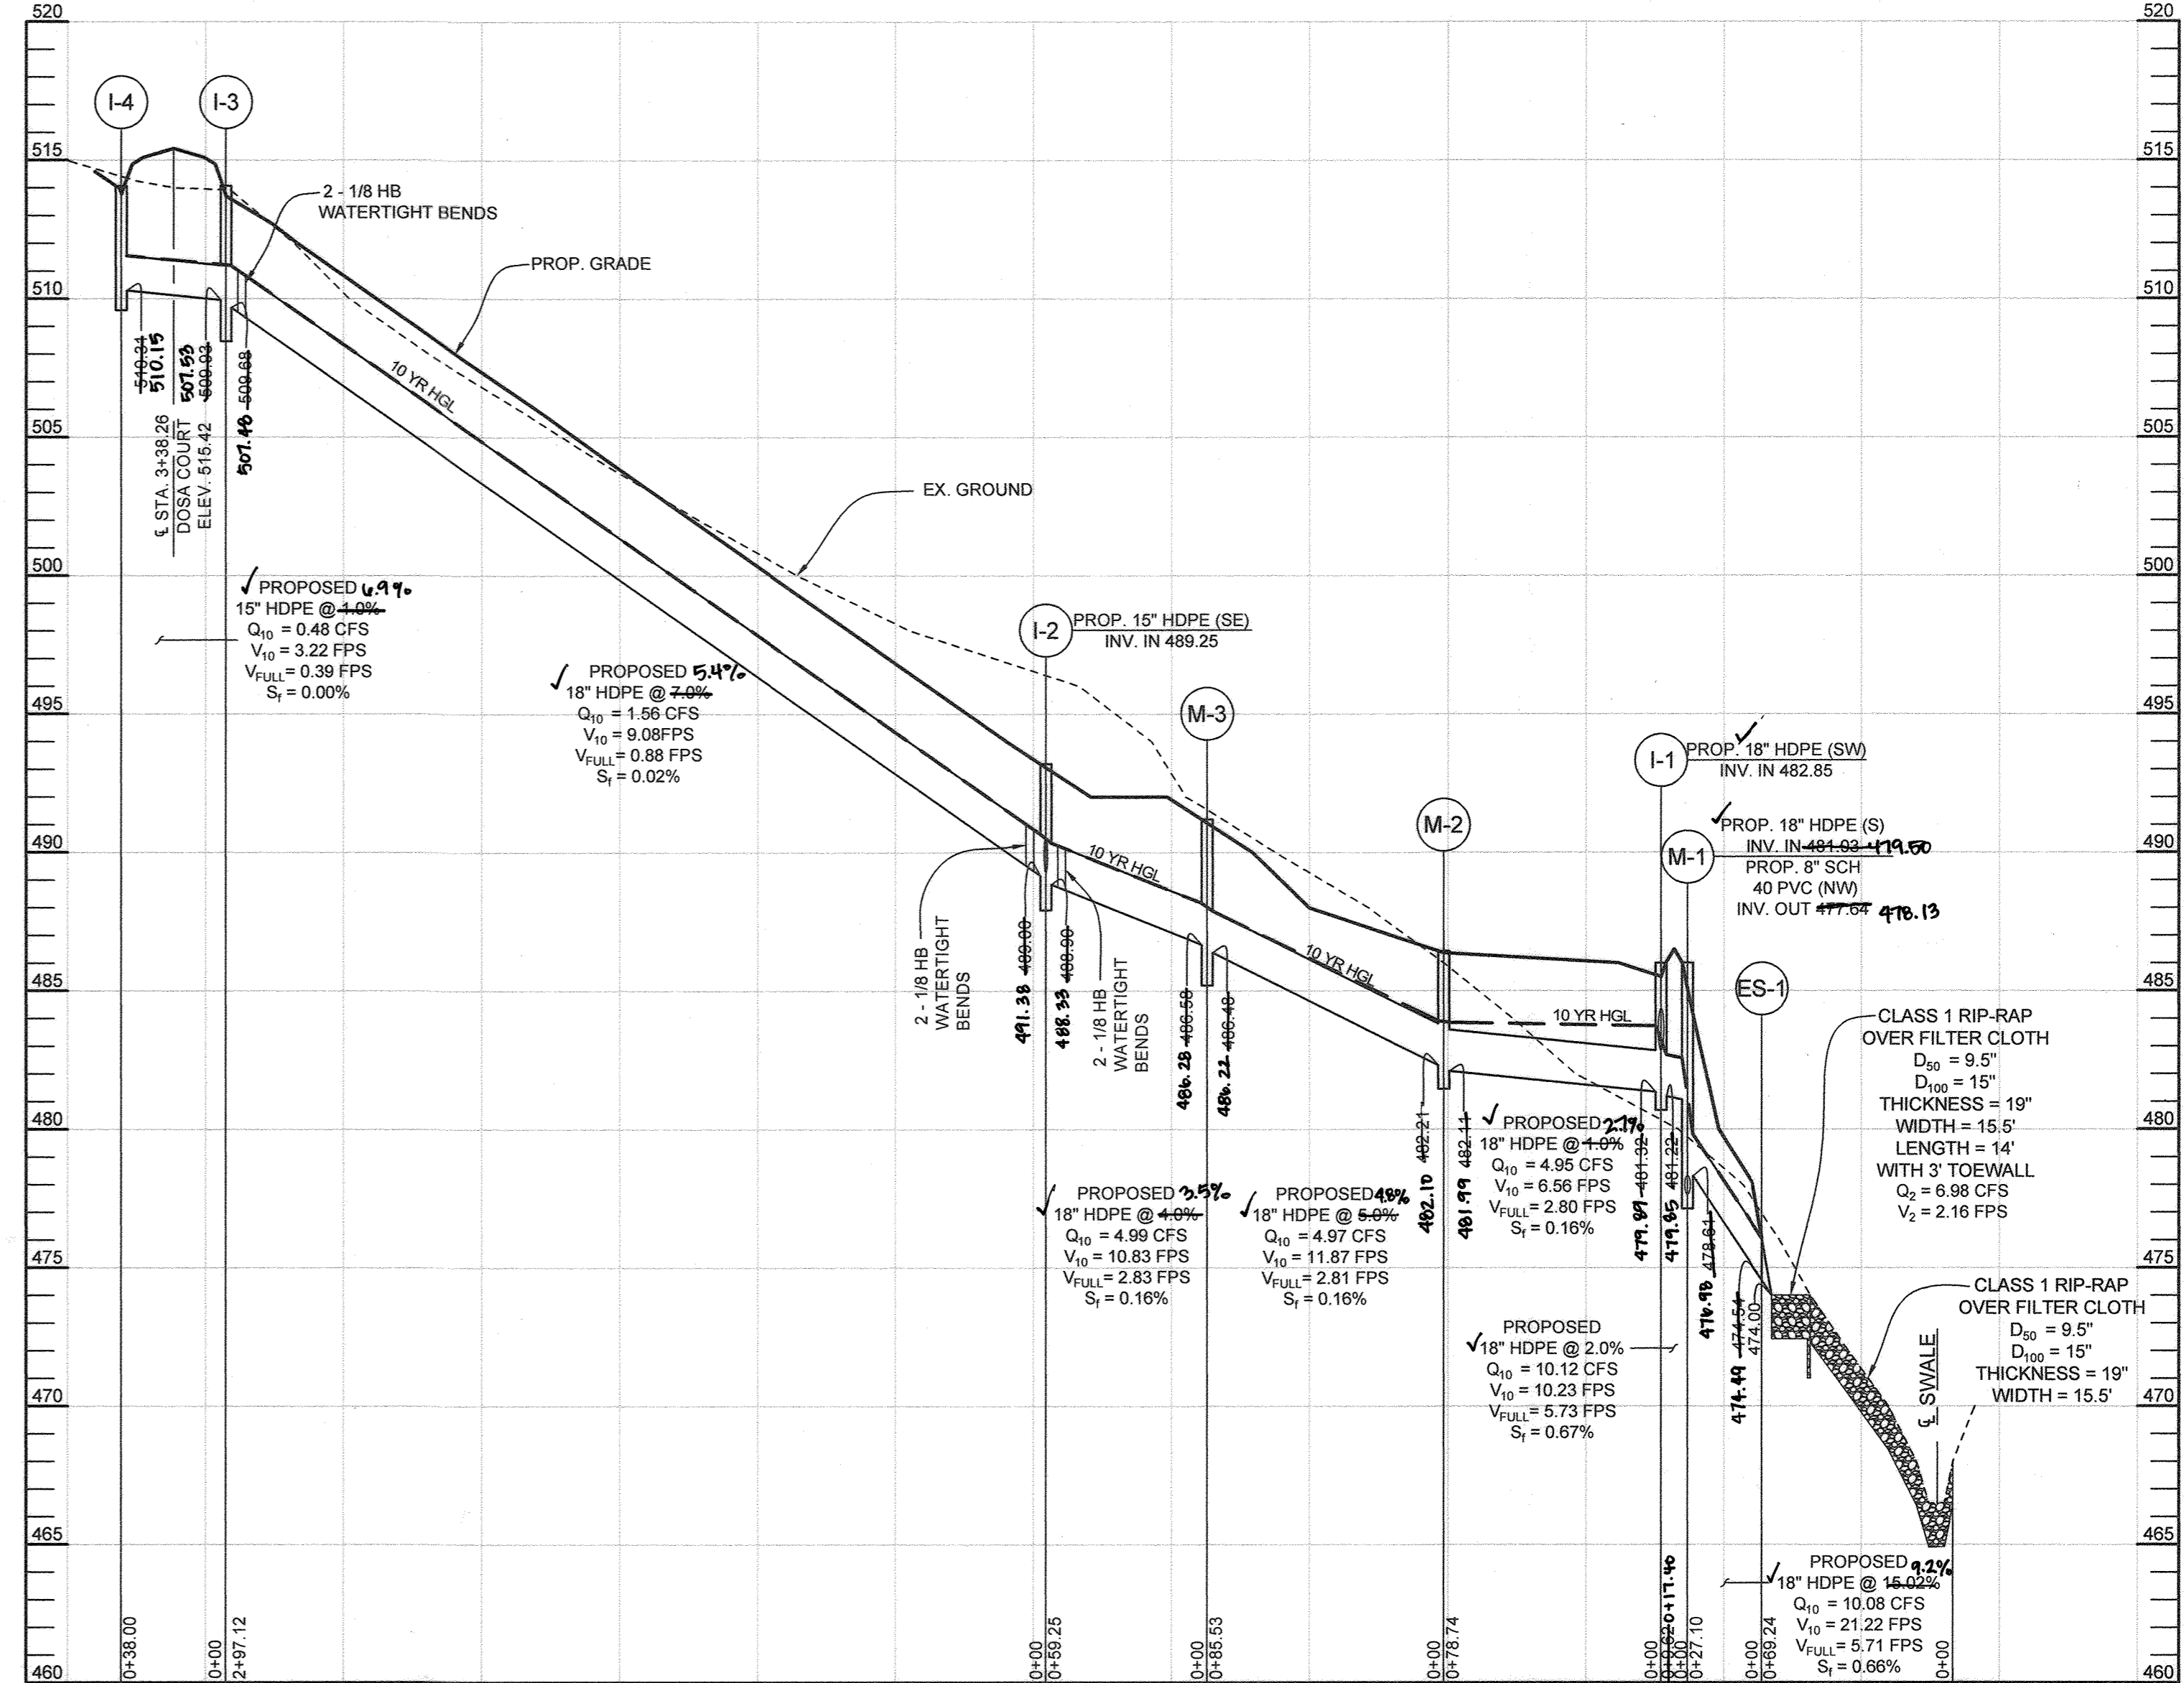 520
520
I-4
I-3
515
515
2 - 1/8 HB
WATERTIGHT BENDS
PROP. GRADE
510
510
510.34
510.15
507.53
509.93
507.48 509.68
10 YR HGL
℄ STA. 3+38.26
DOSA COURT
ELEV. 515.42
505
505
EX. GROUND
500
500
✓ PROPOSED 6.9%
15" HDPE @ 1.0%
Q10 = 0.48 CFS
V10 = 3.22 FPS
VFULL= 0.39 FPS
Sf = 0.00%
✓ PROPOSED 5.4%
18" HDPE @ 7.0%
Q10 = 1.56 CFS
V10 = 9.08FPS
VFULL= 0.88 FPS
Sf = 0.02%
I-2
PROP. 15" HDPE (SE)
INV. IN 489.25
495
495
M-3
I-1
✓
PROP. 18" HDPE (SW)
INV. IN 482.85
M-2
✓
PROP. 18" HDPE (S)
INV. IN 481.03 479.50
M-1
PROP. 8" SCH
40 PVC (NW)
INV. OUT 477.64 478.13
490
490
10 YR HGL
2 - 1/8 HB
WATERTIGHT
BENDS
491.38 489.00
488.33 488.90
2 - 1/8 HB
WATERTIGHT
BENDS
486.28 486.58
486.22 486.48
10 YR HGL
10 YR HGL
485
485
ES-1
CLASS 1 RIP-RAP
OVER FILTER CLOTH
D50 = 9.5"
D100 = 15"
THICKNESS = 19"
WIDTH = 15.5'
LENGTH = 14'
WITH 3' TOEWALL
Q2 = 6.98 CFS
V2 = 2.16 FPS
480
480
482.10 482.21
481.99 482.11
✓ PROPOSED 2.7%
18" HDPE @ 1.0%
Q10 = 4.95 CFS
V10 = 6.56 FPS
VFULL= 2.80 FPS
Sf = 0.16%
479.89 481.32
479.85 481.22
476.98 478.61
474.49 474.54
474.00
✓ PROPOSED 3.5%
18" HDPE @ 4.0%
Q10 = 4.99 CFS
V10 = 10.83 FPS
VFULL= 2.83 FPS
Sf = 0.16%
✓ PROPOSED 4.8%
18" HDPE @ 5.0%
Q10 = 4.97 CFS
V10 = 11.87 FPS
VFULL= 2.81 FPS
Sf = 0.16%
475
475
CLASS 1 RIP-RAP
OVER FILTER CLOTH
D50 = 9.5"
D100 = 15"
THICKNESS = 19"
WIDTH = 15.5'
PROPOSED
✓ 18" HDPE @ 2.0%
Q10 = 10.12 CFS
V10 = 10.23 FPS
VFULL= 5.73 FPS
Sf = 0.67%
℄ SWALE
470
470
465
465
✓ PROPOSED 9.2%
18" HDPE @ 15.02%
Q10 = 10.08 CFS
V10 = 21.22 FPS
VFULL= 5.71 FPS
Sf = 0.66%
460
460
0+38.00
0+00
2+97.12
0+00
0+59.25
0+00
0+85.53
0+00
0+78.74
0+00
0+17.40
0+00
0+27.10
0+00
0+69.24
0+00